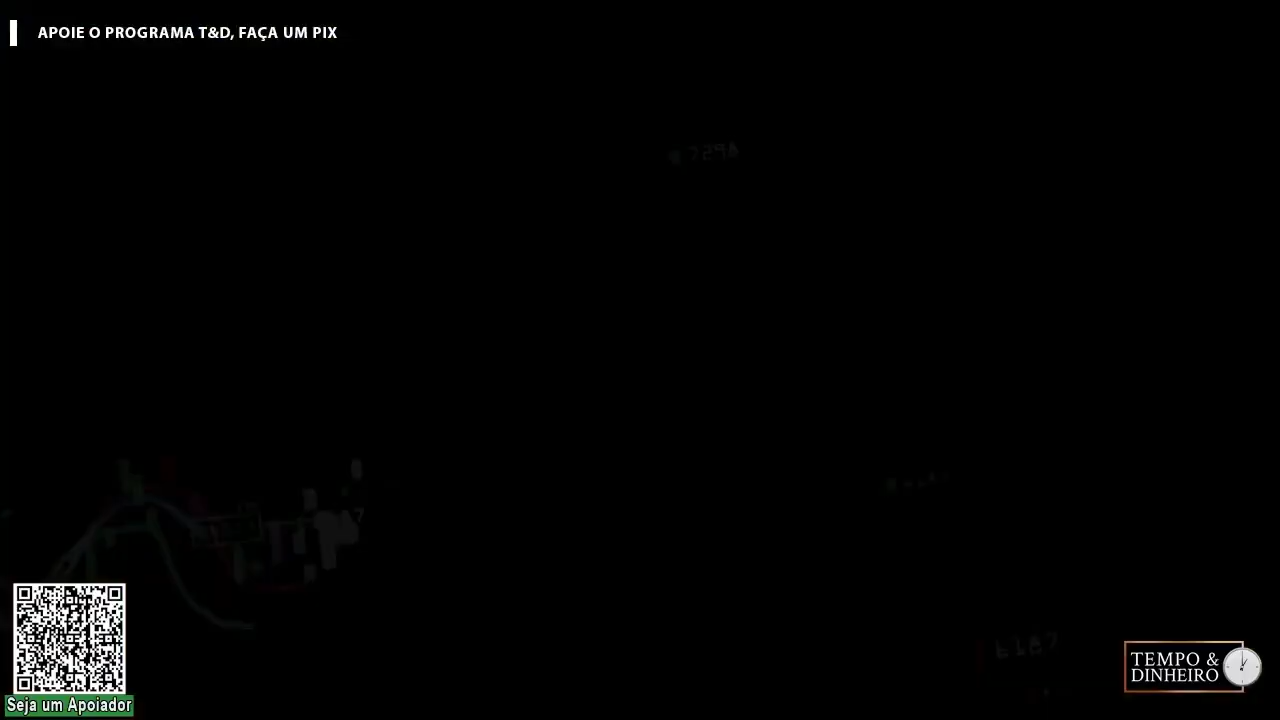 APOIE O PROGRAMA T&D, FAÇA UM PIX
Seja um Apoiador
TEMPO &
DINHEIRO